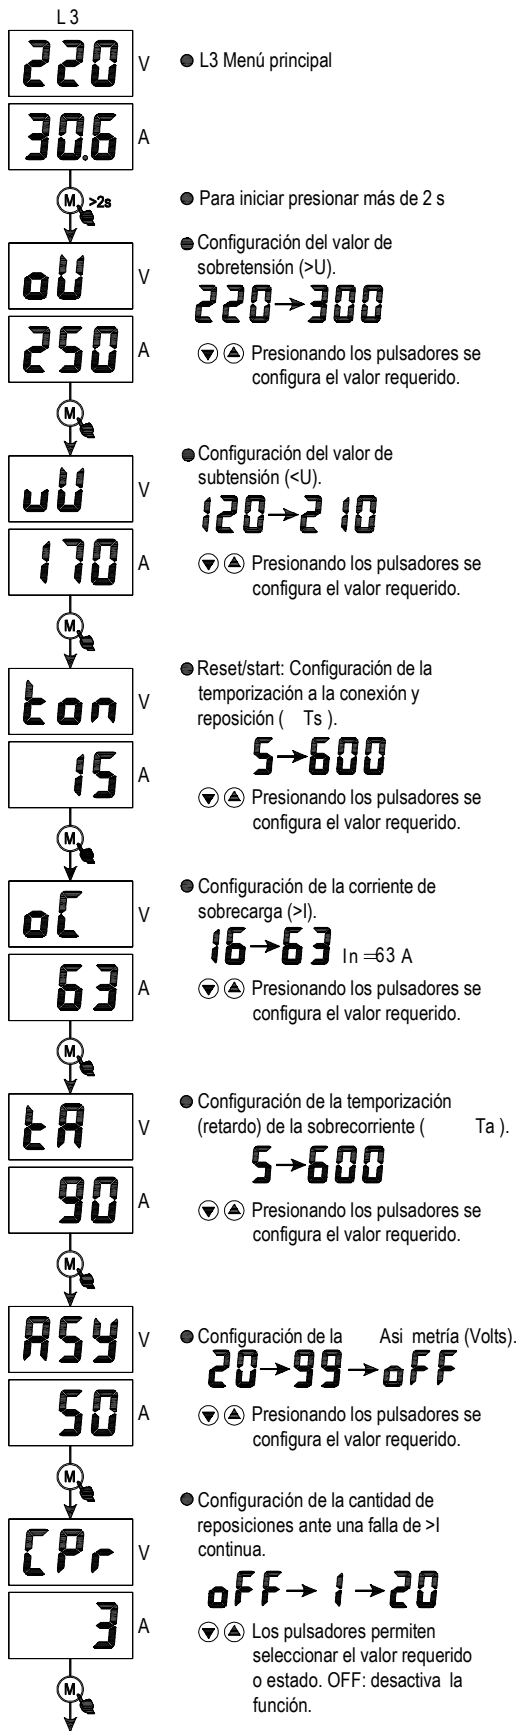 L3
220 V
● L3 Menú principal
30.6 A
M >2s
● Para iniciar presionar más de 2 s
● Configuración del valor de
sobretensión (>U).
oU V
220→300
250 A
Presionando los pulsadores se
configura el valor requerido.
M
● Configuración del valor de
subtensión (<U).
uU V
120→210
170 A
Presionando los pulsadores se
configura el valor requerido.
M
● Reset/start: Configuración de la
temporización a la conexión y
reposición ( Ts ).
ton V
5→600
15 A
Presionando los pulsadores se
configura el valor requerido.
M
● Configuración de la corriente de
sobrecarga (>I).
oC V
16→63 In =63 A
63 A
Presionando los pulsadores se
configura el valor requerido.
M
● Configuración de la temporización
(retardo) de la sobrecorriente ( Ta ).
tA V
5→600
90 A
Presionando los pulsadores se
configura el valor requerido.
M
ASY V
● Configuración de la Asi metría (Volts).
20→99→oFF
50 A
Presionando los pulsadores se
configura el valor requerido.
M
● Configuración de la cantidad de
reposiciones ante una falla de >I
continua.
CPr V
oFF→1→20
3 A
Los pulsadores permiten
seleccionar el valor requerido
o estado. OFF: desactiva la
función.
M